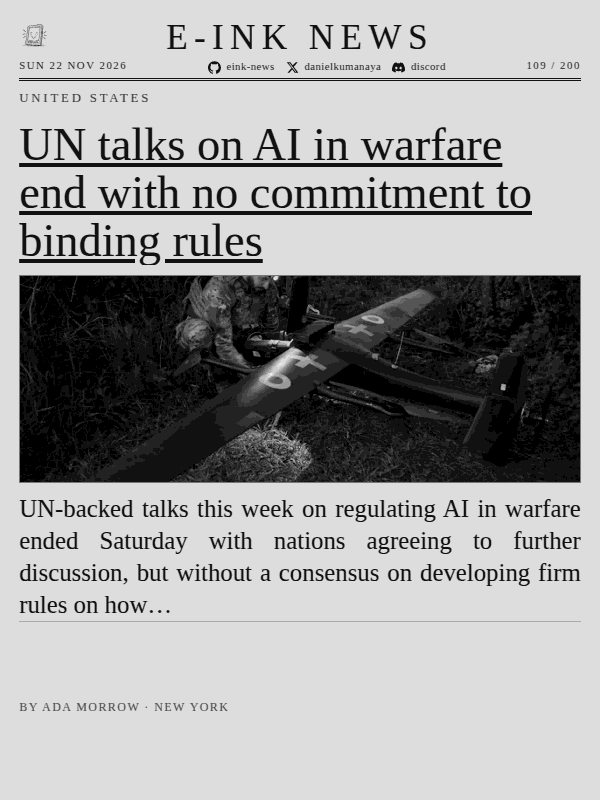 E-INK NEWS
SUN 22 NOV 2026
eink-news
danielkumanaya
discord
109 / 200
UNITED STATES
UN talks on AI in warfare
end with no commitment to
binding rules
UN-backed talks this week on regulating AI in warfare
ended Saturday with nations agreeing to further
discussion, but without a consensus on developing firm
rules on how…
BY ADA MORROW · NEW YORK